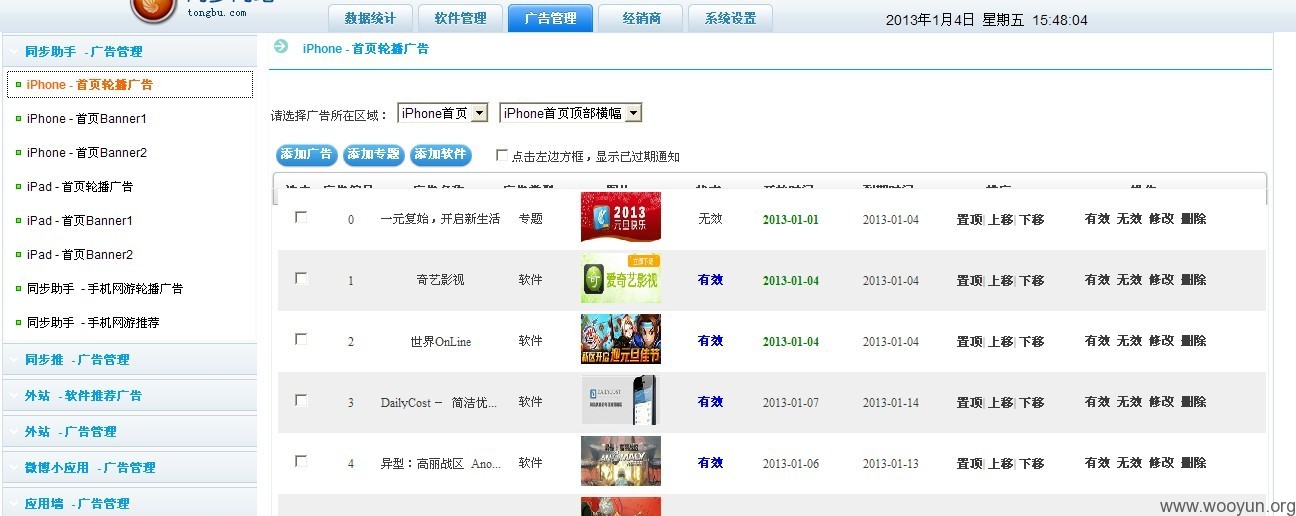 tongbu.com
数据统计 软件管理 广告管理 经销商 系统设置
2013年1月4日 星期五 15:48:04
同步助手 - 广告管理
iPhone - 首页轮播广告
iPhone - 首页Banner1
iPhone - 首页Banner2
iPad - 首页轮播广告
iPad - 首页Banner1
iPad - 首页Banner2
同步助手 - 手机网游轮播广告
同步助手 - 手机网游推荐
同步推 - 广告管理
外站 - 软件推荐广告
外站 - 广告管理
微博小应用 - 广告管理
应用墙 - 广告管理
iPhone - 首页轮播广告
请选择广告所在区域： iPhone首页 iPhone首页顶部横幅
添加广告 添加专题 添加软件 点击左边方框，显示已过期通知
0 一元复始，开启新生活 专题 2013 元旦快乐 无效 2013-01-01 2013-01-04 置顶| 上移| 下移 有效 无效 修改 删除
1 奇艺影视 软件 立即下载 爱奇艺影视 有效 2013-01-04 2013-01-04 置顶| 上移| 下移 有效 无效 修改 删除
2 世界OnLine 软件 新区开启 迎元旦佳节 有效 2013-01-04 2013-01-04 置顶| 上移| 下移 有效 无效 修改 删除
3 DailyCost － 简洁优... 软件 DAILYCOST 有效 2013-01-07 2013-01-14 置顶| 上移| 下移 有效 无效 修改 删除
4 异型：高丽战区 Ano... 软件 ANOMALY 有效 2013-01-06 2013-01-13 置顶| 上移| 下移 有效 无效 修改 删除
www.wooyun.org